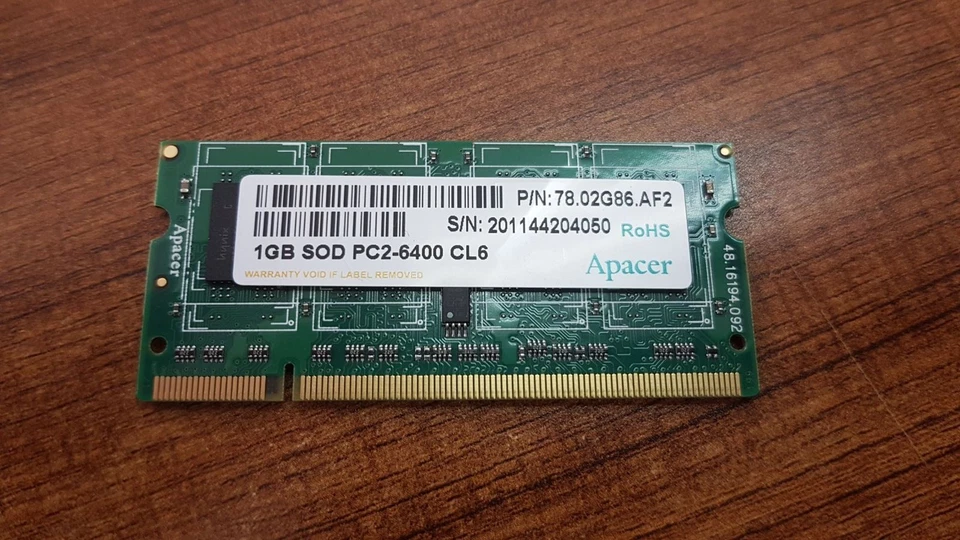 P/N: 78.02G86.AF2
S/N: 201144204050
RoHS
1GB SOD PC2-6400 CL6
WARRANTY VOID IF LABEL REMOVED
Apacer
Apacer
48.16194.092